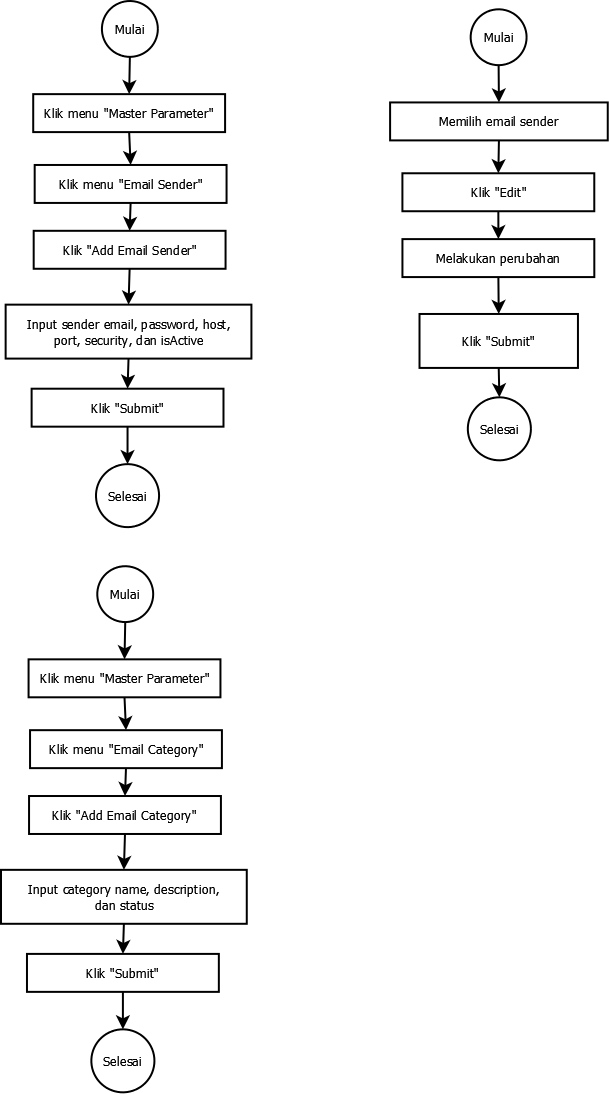 Mulai
Klik menu "Master Parameter"
Klik menu "Email Sender"
Klik "Add Email Sender"
Input sender email, password, host,
port, security, dan isActive
Klik "Submit"
Selesai
Mulai
Memilih email sender
Klik "Edit"
Melakukan perubahan
Klik "Submit"
Selesai
Mulai
Klik menu "Master Parameter"
Klik menu "Email Category"
Klik "Add Email Category"
Input category name, description,
dan status
Klik "Submit"
Selesai